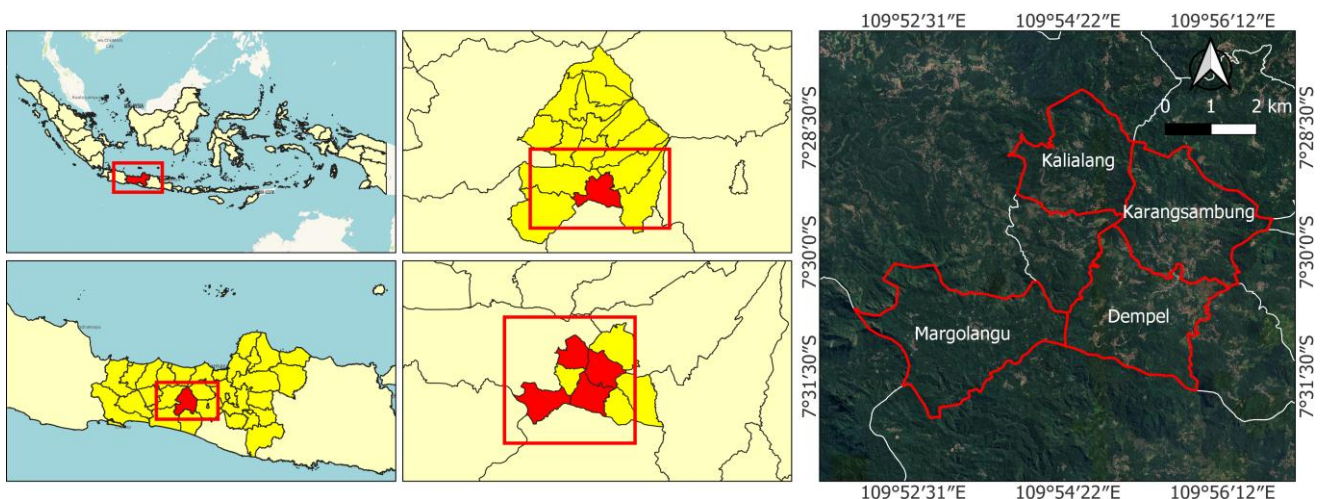 109°52′31″E 109°54′22″E 109°56′12″E
0 1 2 km
7°28′30″S
7°28′30″S
Kalialang
Karangsambung
7°30′0″S
7°30′0″S
Margolangu
Dempel
7°31′30″S
7°31′30″S
109°52′31″E 109°54′22″E 109°56′12″E